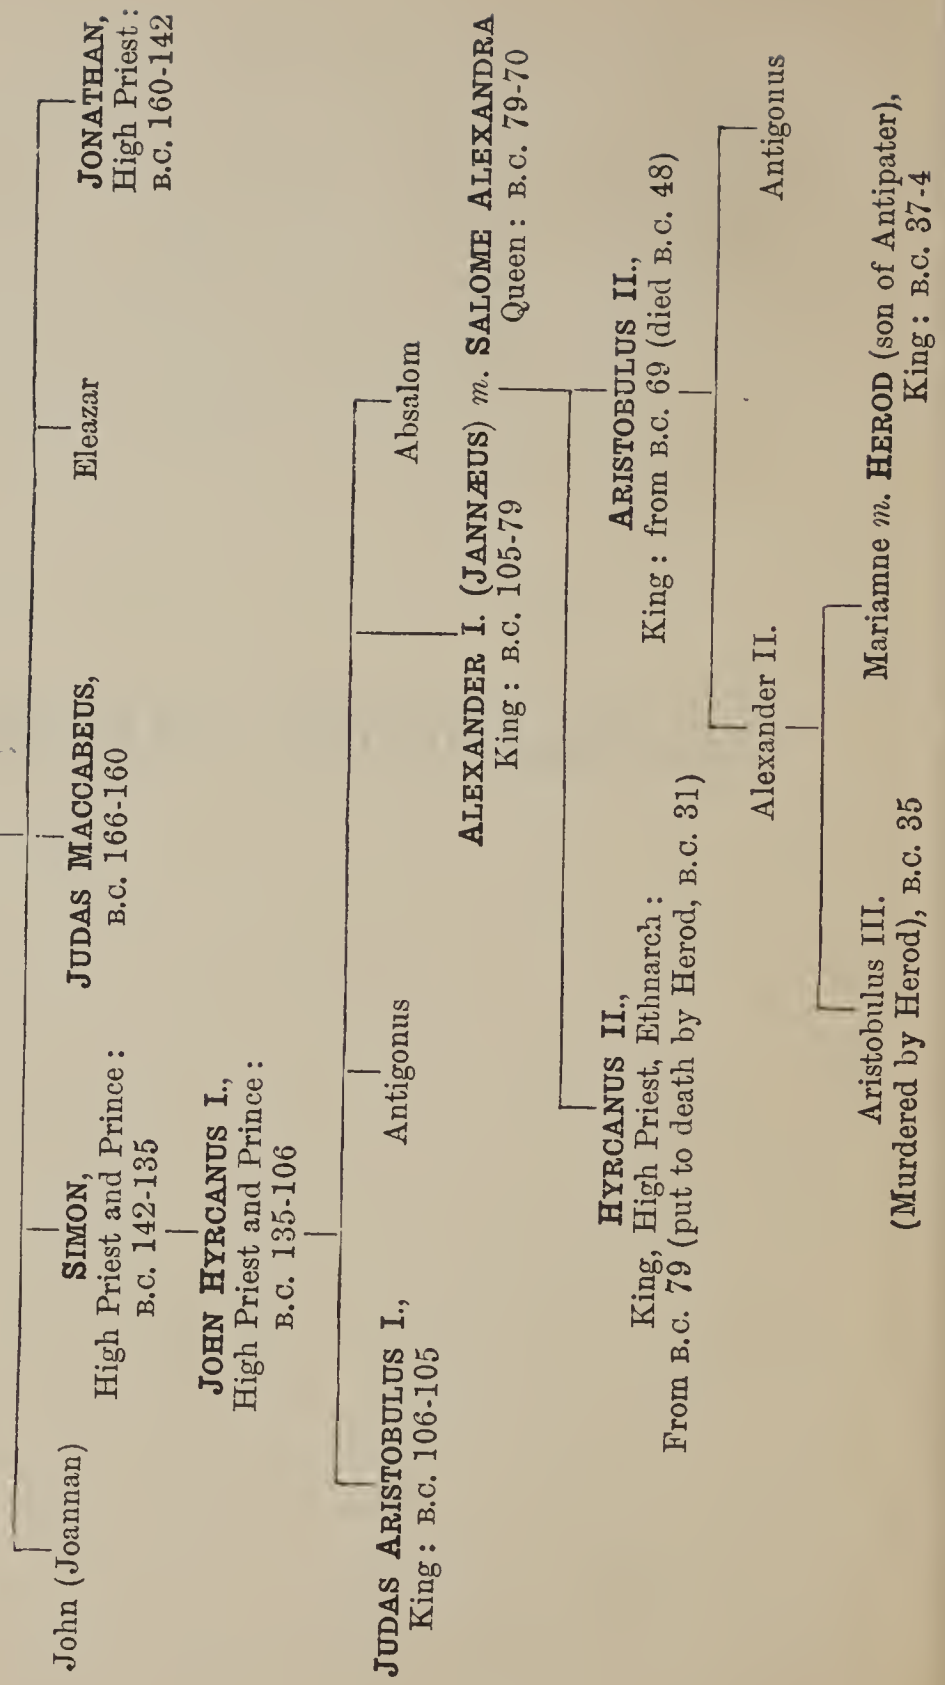 John (Joannan)
SIMON,
High Priest and Prince :
B.C. 142-135
JUDAS MACCABEUS,
B.C. 166-160
Eleazar
JONATHAN,
High Priest :
B.C. 160-142
JOHN HYRCANUS I.,
High Priest and Prince :
B.C. 135-106
JUDAS ARISTOBULUS I.,
King : B.C. 106-105
Antigonus
ALEXANDER I. (JANNÆUS) m. SALOME ALEXANDRA
King : B.C. 105-79
Queen : B.C. 79-70
Absalom
HYRCANUS II.,
King, High Priest, Ethnarch :
From B.C. 79 (put to death by Herod, B.C. 31)
ARISTOBULUS II.,
King : from B.C. 69 (died B.C. 48)
Alexander II.
Antigonus
Aristobulus III.
(Murdered by Herod), B.C. 35
Mariamne m. HEROD (son of Antipater),
King : B.C. 37-4